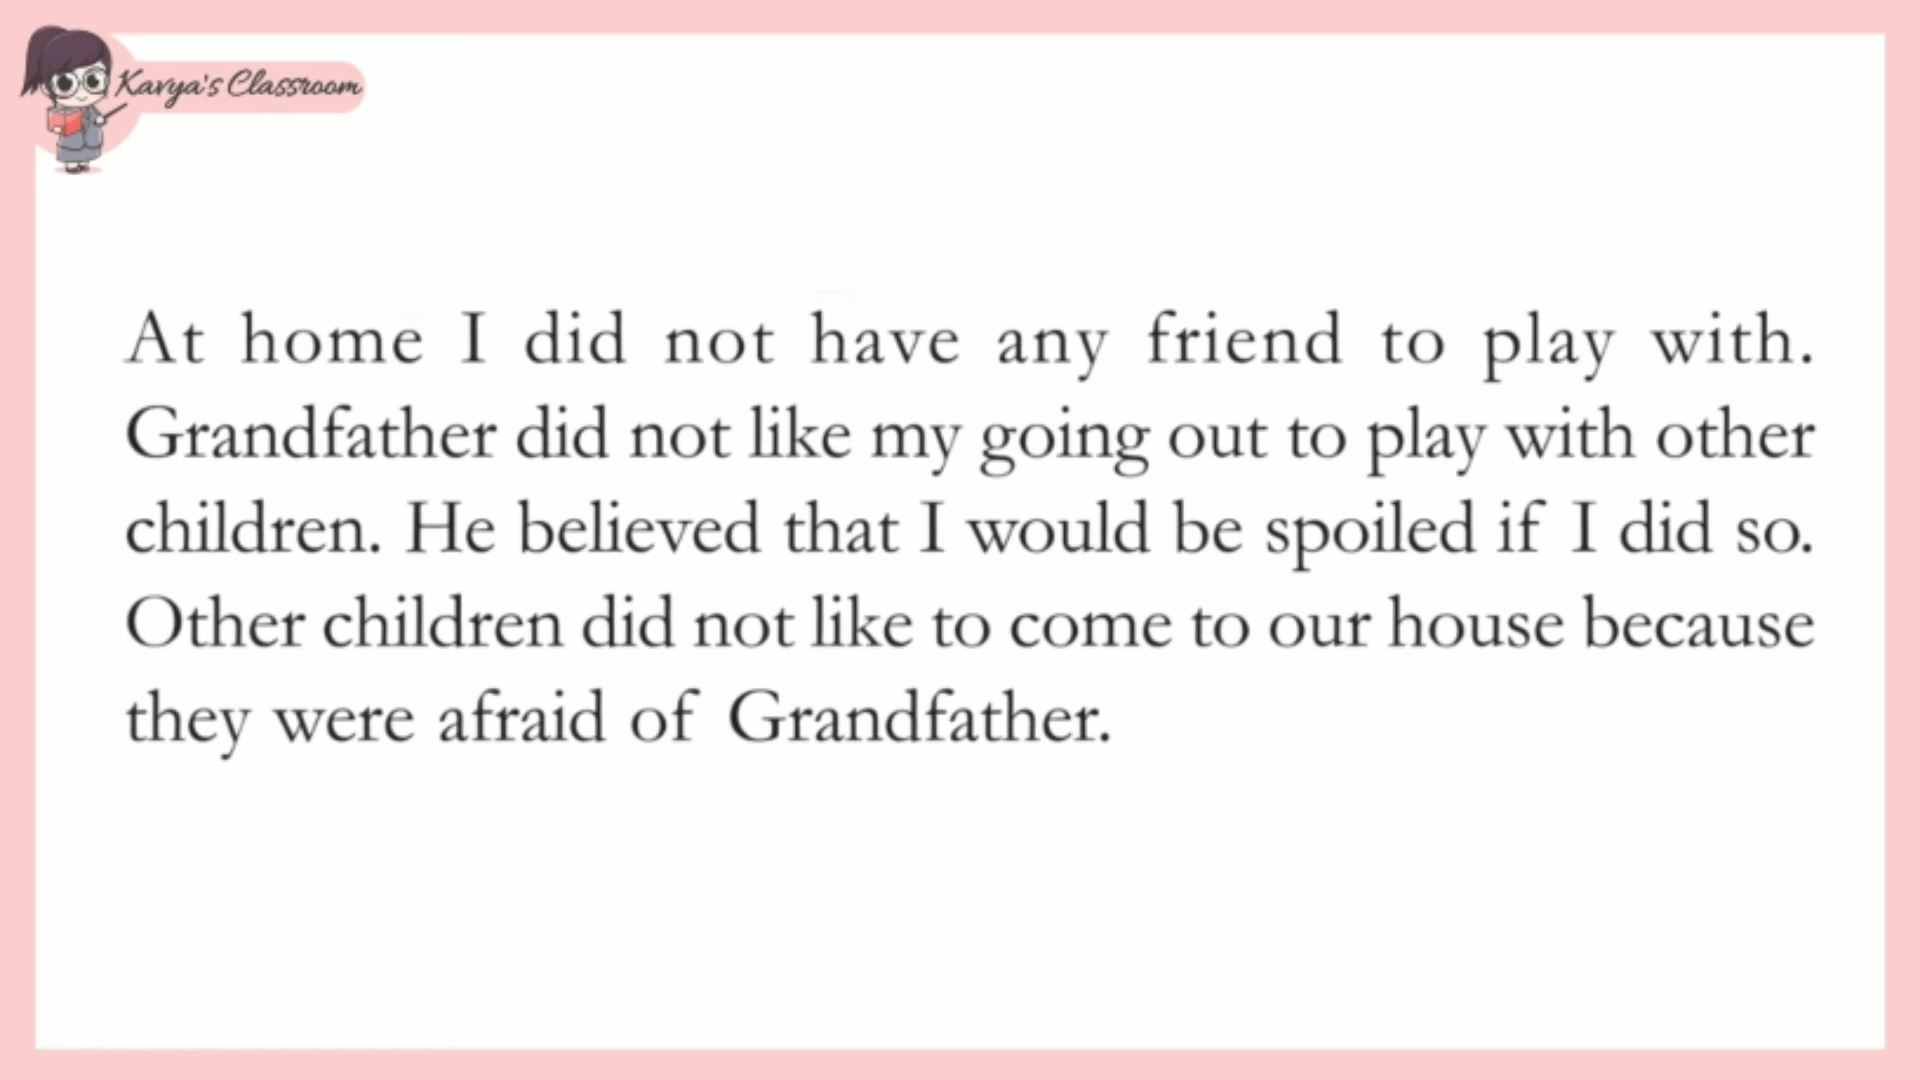 Kavya's Classroom
At home I did not have any friend to play with.
Grandfather did not like my going out to play with other
children. He believed that I would be spoiled if I did so.
Other children did not like to come to our house because
they were afraid of Grandfather.